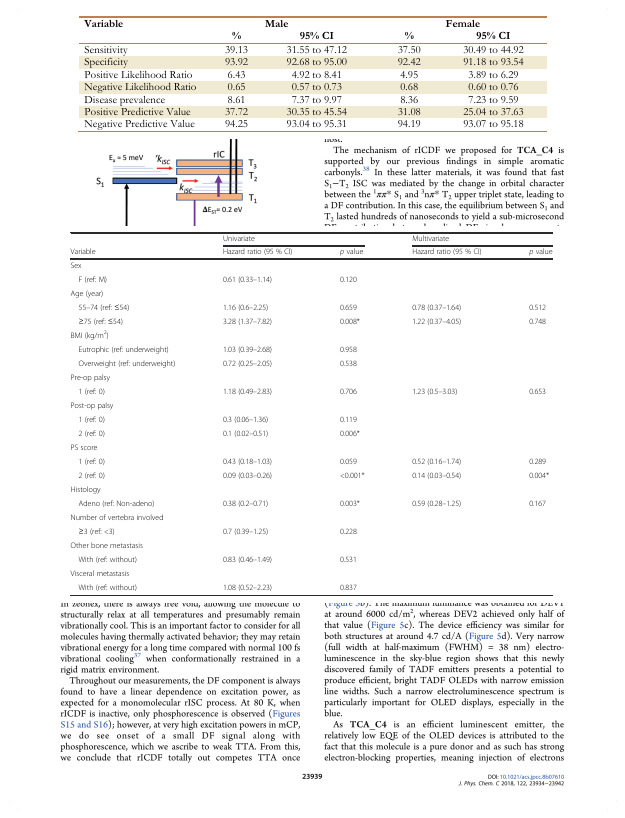 Variable Male Female
% 95% CI % 95% CI
Sensitivity 39.13 31.55 to 47.12 37.50 30.49 to 44.92
Specificity 93.92 92.68 to 95.00 92.42 91.18 to 93.54
Positive Likelihood Ratio 6.43 4.92 to 8.41 4.95 3.89 to 6.29
Negative Likelihood Ratio 0.65 0.57 to 0.73 0.68 0.60 to 0.76
Disease prevalence 8.61 7.37 to 9.97 8.36 7.23 to 9.59
Positive Predictive Value 37.72 30.35 to 45.54 31.08 25.04 to 37.63
Negative Predictive Value 94.25 93.04 to 95.31 94.19 93.07 to 95.18
rIC
Eₐ = 5 meV
ʳkISC
S₁
kISC
T₃
T₂
T₁
ΔEST= 0.2 eV
The mechanism of rICDF we proposed for TCA_C4 is
supported by our previous findings in simple aromatic
carbonyls.³⁸ In these latter materials, it was found that fast
S₁−T₂ ISC was mediated by the change in orbital character
between the ¹ππ* S₁ and ³nπ* T₂ upper triplet state, leading to
a DF contribution. In this case, the equilibrium between S₁ and
T₂ lasted hundreds of nanoseconds to yield a sub-microsecond
Univariate Multivariate
Variable Hazard ratio (95 % CI) p value Hazard ratio (95 % CI) p value
Sex
F (ref: M) 0.61 (0.33–1.14) 0.120
Age (year)
55–74 (ref: ≤54) 1.16 (0.6–2.25) 0.659 0.78 (0.37–1.64) 0.512
≥75 (ref: ≤54) 3.28 (1.37–7.82) 0.008* 1.22 (0.37–4.05) 0.748
BMI (kg/m²)
Eutrophic (ref: underweight) 1.03 (0.39–2.68) 0.958
Overweight (ref: underweight) 0.72 (0.25–2.05) 0.538
Pre-op palsy
1 (ref: 0) 1.18 (0.49–2.83) 0.706 1.23 (0.5–3.03) 0.653
Post-op palsy
1 (ref: 0) 0.3 (0.06–1.36) 0.119
2 (ref: 0) 0.1 (0.02–0.51) 0.006*
PS score
1 (ref: 0) 0.43 (0.18–1.03) 0.059 0.52 (0.16–1.74) 0.289
2 (ref: 0) 0.09 (0.03–0.26) <0.001* 0.14 (0.03–0.54) 0.004*
Histology
Adeno (ref: Non-adeno) 0.38 (0.2–0.71) 0.003* 0.59 (0.28–1.25) 0.167
Number of vertebra involved
≥3 (ref: <3) 0.7 (0.39–1.25) 0.228
Other bone metastasis
With (ref: without) 0.83 (0.46–1.49) 0.531
Visceral metastasis
With (ref: without) 1.08 (0.52–2.23) 0.837
in zeonex, there is always free void, allowing the molecule to
structurally relax at all temperatures and presumably remain
vibrationally cool. This is an important factor to consider for all
molecules having thermally activated behavior; they may retain
vibrational energy for a long time compared with normal 100 fs
vibrational cooling³⁷ when conformationally restrained in a
rigid matrix environment.
Throughout our measurements, the DF component is always
found to have a linear dependence on excitation power, as
expected for a monomolecular rISC process. At 80 K, when
rICDF is inactive, only phosphorescence is observed (Figures
S15 and S16); however, at very high excitation powers in mCP,
we do see onset of a small DF signal along with
phosphorescence, which we ascribe to weak TTA. From this,
we conclude that rICDF totally out competes TTA once
(Figure 5b). The maximum luminance was obtained for DEV1
at around 6000 cd/m², whereas DEV2 achieved only half of
that value (Figure 5c). The device efficiency was similar for
both structures at around 4.7 cd/A (Figure 5d). Very narrow
(full width at half-maximum (FWHM) = 38 nm) electro-
luminescence in the sky-blue region shows that this newly
discovered family of TADF emitters presents a potential to
produce efficient, bright TADF OLEDs with narrow emission
line widths. Such a narrow electroluminescence spectrum is
particularly important for OLED displays, especially in the
blue.
As TCA_C4 is an efficient luminescent emitter, the
relatively low EQE of the OLED devices is attributed to the
fact that this molecule is a pure donor and as such has strong
electron-blocking properties, meaning injection of electrons
23939
DOI: 10.1021/acs.jpcc.8b07610
J. Phys. Chem. C 2018, 122, 23934−23942